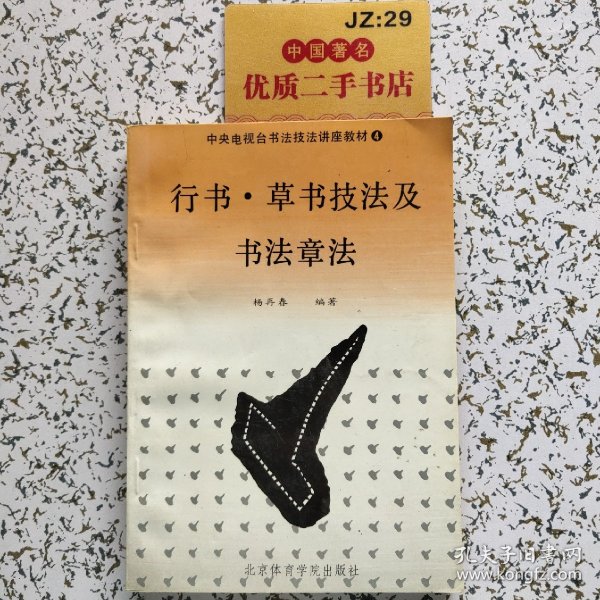 JZ:29
中国著名
优质二手书店
中央电视台书法技法讲座教材4
行书·草书技法及
书法章法
杨再春 编著
北京体育学院出版社
孔夫子旧书网
www.kongfz.com